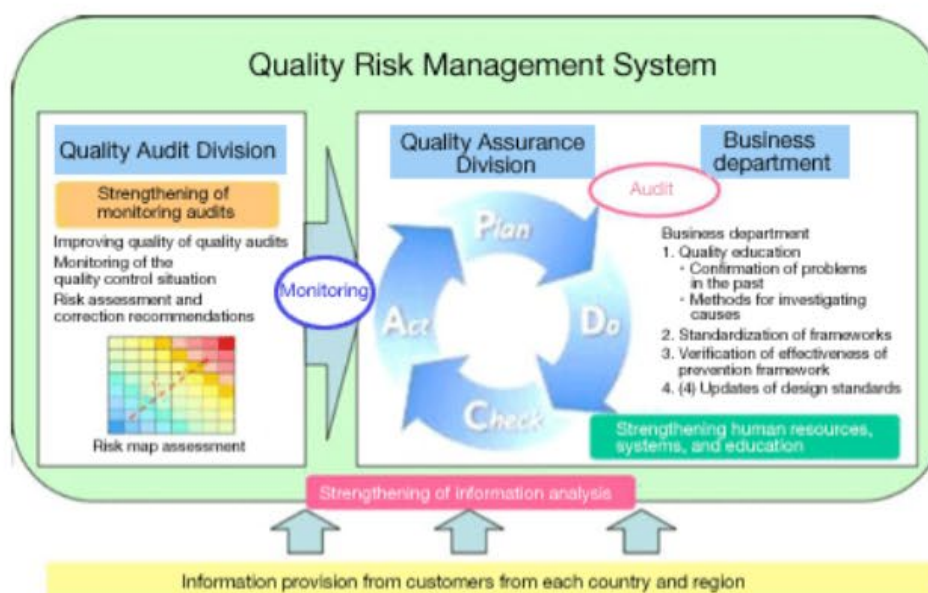 Quality Risk Management System
Quality Audit Division
Strengthening of
monitoring audits
Improving quality of quality audits
Monitoring of the
quality control situation
Risk assessment and
correction recommendations
Risk map assessment
Monitoring
Quality Assurance
Division
Business
department
Audit
Plan
Do
Check
Act
Business department
1. Quality education
・Confirmation of problems
in the past
・Methods for investigating
causes
2. Standardization of frameworks
3. Verification of effectiveness of
prevention framework
4. (4) Updates of design standards
Strengthening human resources,
systems, and education
Strengthening of information analysis
Information provision from customers from each country and region